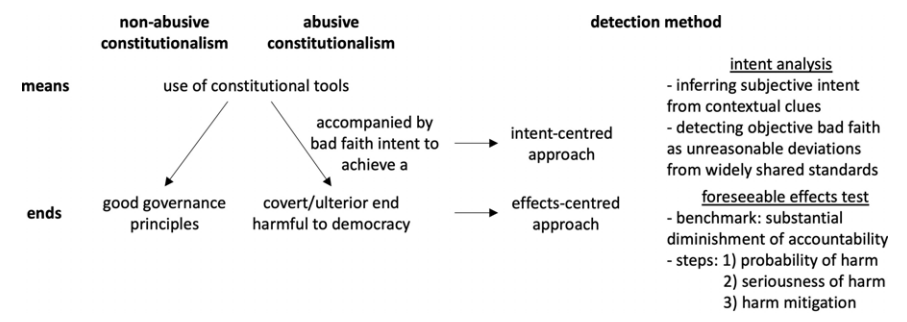 non-abusive
constitutionalism
abusive
constitutionalism
detection method
means
use of constitutional tools
accompanied by
bad faith intent to
achieve a
intent-centred
approach
intent analysis
- inferring subjective intent
from contextual clues
- detecting objective bad faith
as unreasonable deviations
from widely shared standards
ends
good governance
principles
covert/ulterior end
harmful to democracy
effects-centred
approach
foreseeable effects test
- benchmark: substantial
diminishment of accountability
- steps: 1) probability of harm
2) seriousness of harm
3) harm mitigation